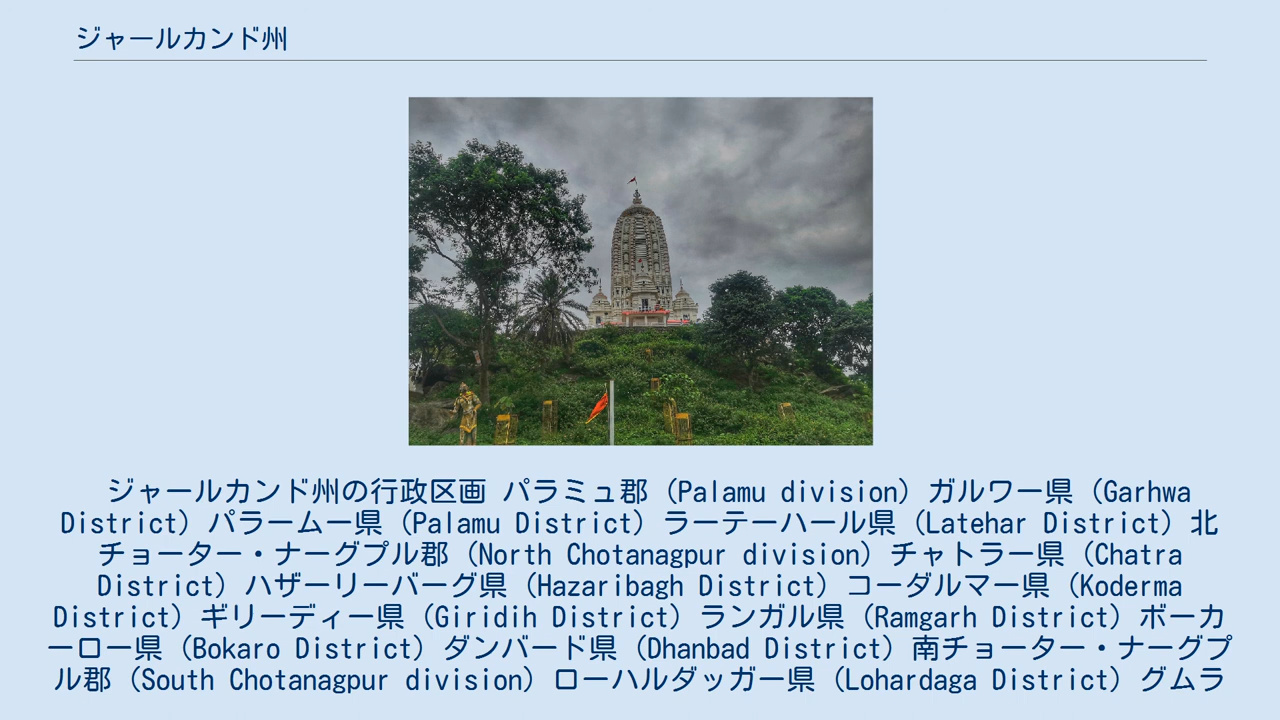 ジャールカンド州
ジャールカンド州の行政区画 パラミュ郡（Palamu division）ガルワー県（Garhwa
District）パラームー県（Palamu District）ラーテーハール県（Latehar District）北
チョーター・ナーグプル郡（North Chotanagpur division）チャトラー県（Chatra
District）ハザーリーバーグ県（Hazaribagh District）コーダルマー県（Koderma
District）ギリーディー県（Giridih District）ランガル県（Ramgarh District）ボーカ
ーロー県（Bokaro District）ダンバード県（Dhanbad District）南チョーター・ナーグプ
ル郡（South Chotanagpur division）ローハルダッガー県（Lohardaga District）グムラ